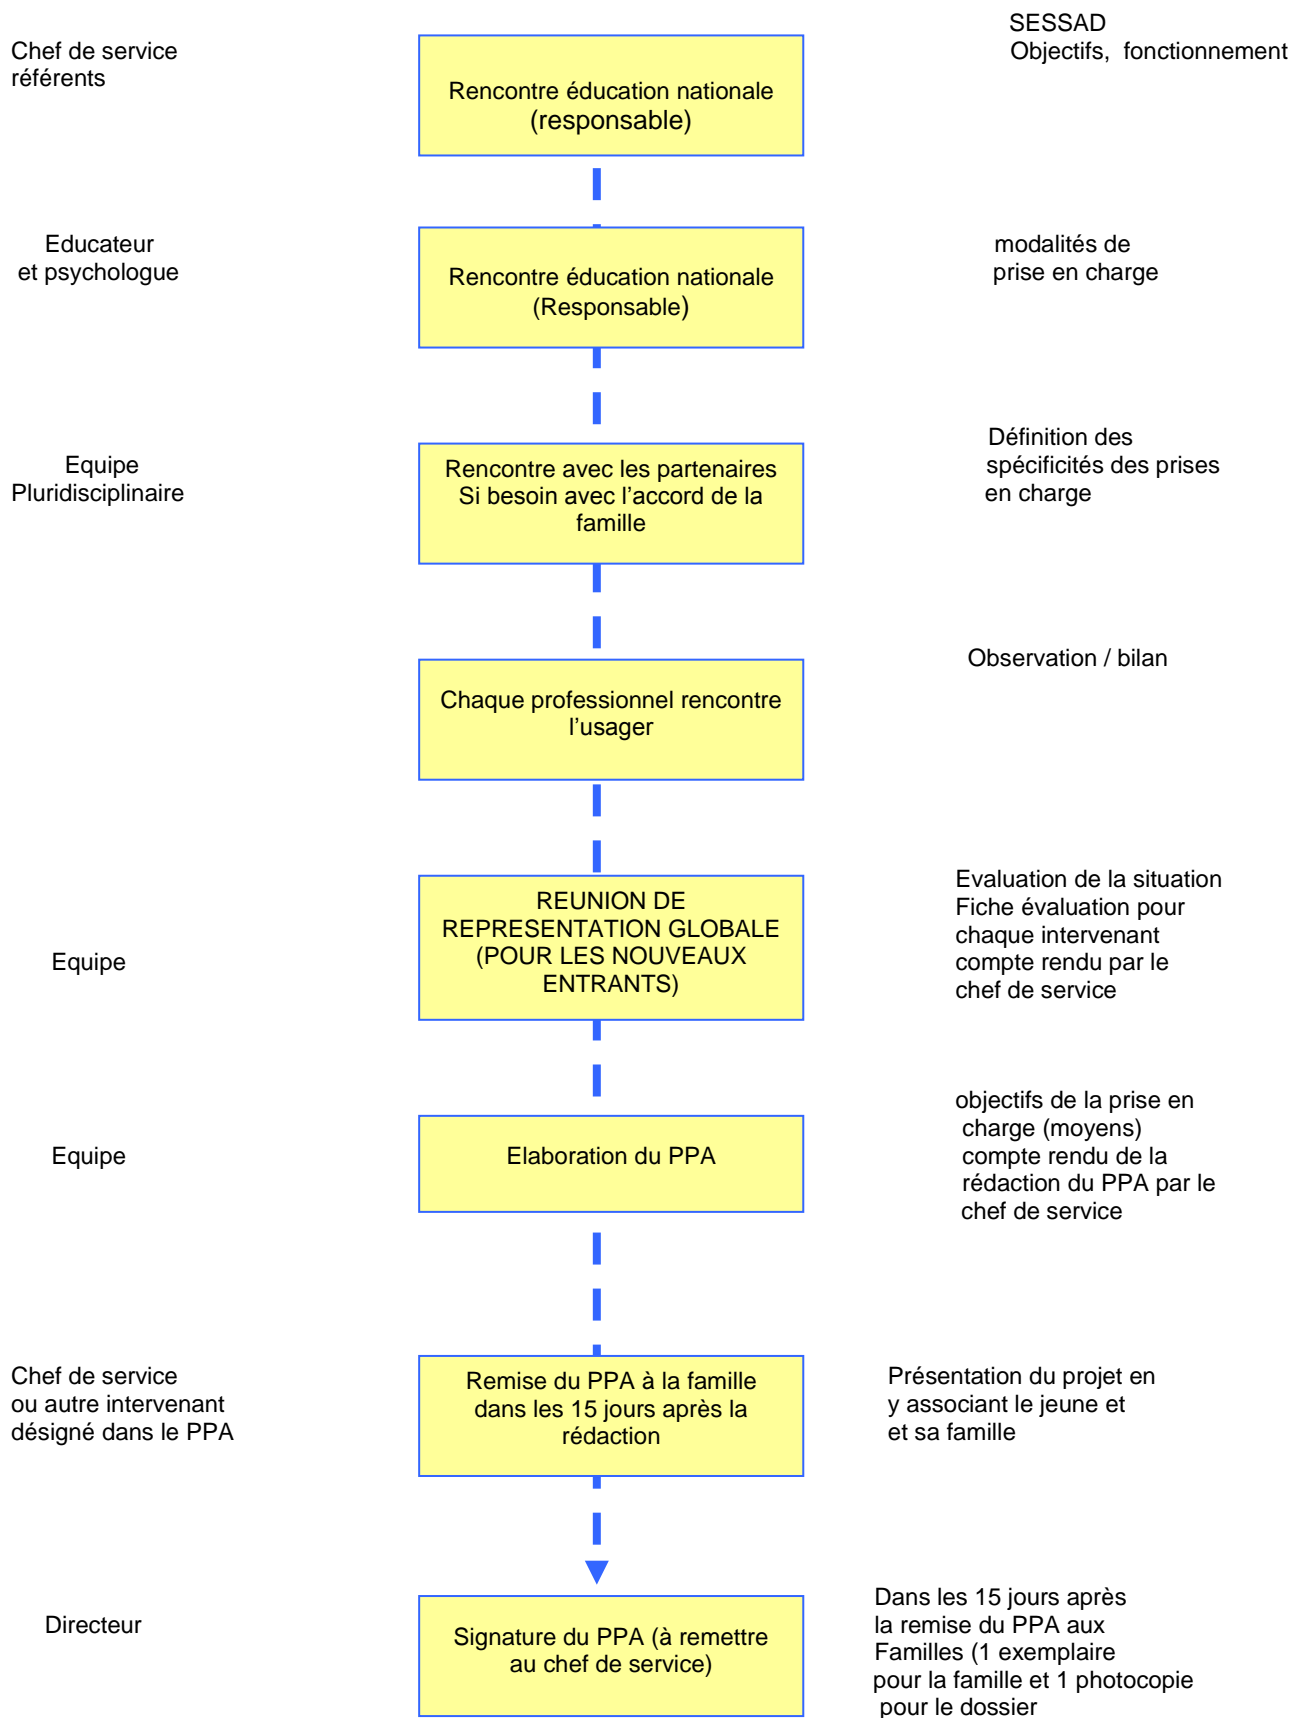 SESSAD
Objectifs, fonctionnement
Chef de service
référents
Rencontre éducation nationale
(responsable)
Educateur
et psychologue
Rencontre éducation nationale
(Responsable)
modalités de
prise en charge
Equipe
Pluridisciplinaire
Rencontre avec les partenaires
Si besoin avec l’accord de la
famille
Définition des
spécificités des prises
en charge
Chaque professionnel rencontre
l’usager
Observation / bilan
Equipe
REUNION DE
REPRESENTATION GLOBALE
(POUR LES NOUVEAUX
ENTRANTS)
Evaluation de la situation
Fiche évaluation pour
chaque intervenant
compte rendu par le
chef de service
Equipe
Elaboration du PPA
objectifs de la prise en
charge (moyens)
compte rendu de la
rédaction du PPA par le
chef de service
Chef de service
ou autre intervenant
désigné dans le PPA
Remise du PPA à la famille
dans les 15 jours après la
rédaction
Présentation du projet en
y associant le jeune et
et sa famille
Directeur
Signature du PPA (à remettre
au chef de service)
Dans les 15 jours après
la remise du PPA aux
Familles (1 exemplaire
pour la famille et 1 photocopie
pour le dossier